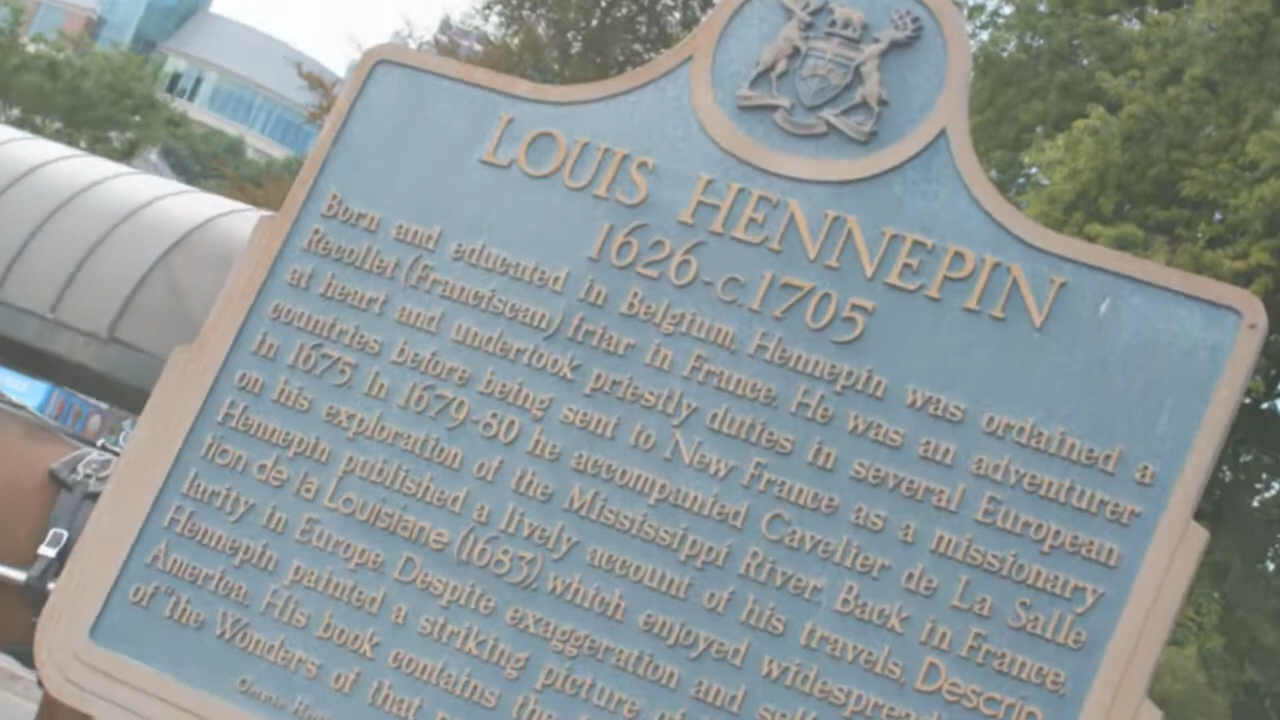 LOUIS HENNEPIN
1626-c.1705
Born and educated in Belgium, Hennepin was ordained a
Recollet (Franciscan) friar in France. He was an adventurer
at heart and undertook priestly duties in several European
countries before being sent to New France as a missionary
in 1675. In 1679-80 he accompanied Cavelier de La Salle
on his exploration of the Mississippi River. Back in France,
Hennepin published a lively account of his travels, Descrip
tion de la Louisiane (1683), which enjoyed widespread
larity in Europe. Despite exaggeration and self
Hennepin painted a striking picture of
America. His book contains the
of "the Wonders of that